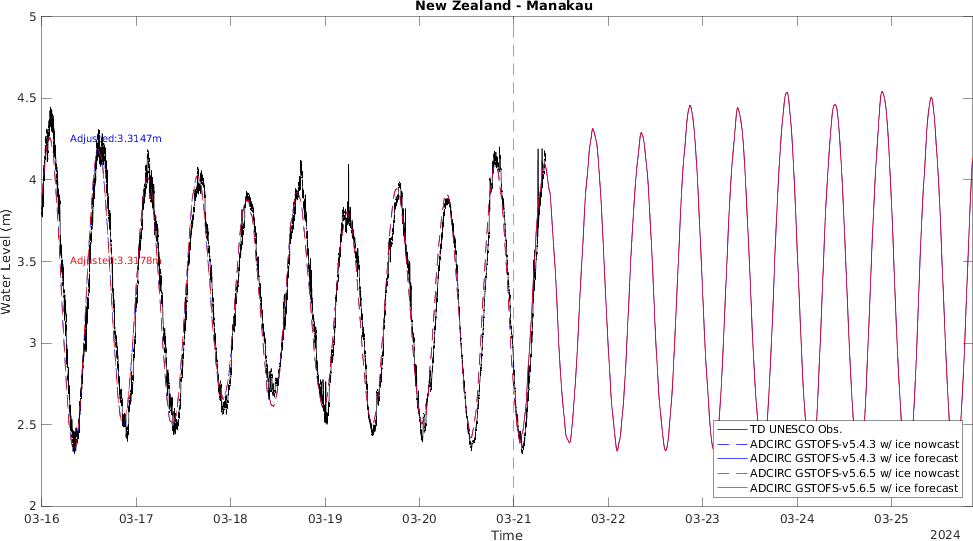 New Zealand - Manakau
5
4.5
4
3.5
3
2.5
2
Water Level (m)
Adjusted:3.3147m
Adjusted:3.3178m
TD UNESCO Obs.
ADCIRC GSTOFS-v5.4.3 w/ ice nowcast
ADCIRC GSTOFS-v5.4.3 w/ ice forecast
ADCIRC GSTOFS-v5.6.5 w/ ice nowcast
ADCIRC GSTOFS-v5.6.5 w/ ice forecast
03-16 03-17 03-18 03-19 03-20 03-21 03-22 03-23 03-24 03-25
Time
2024